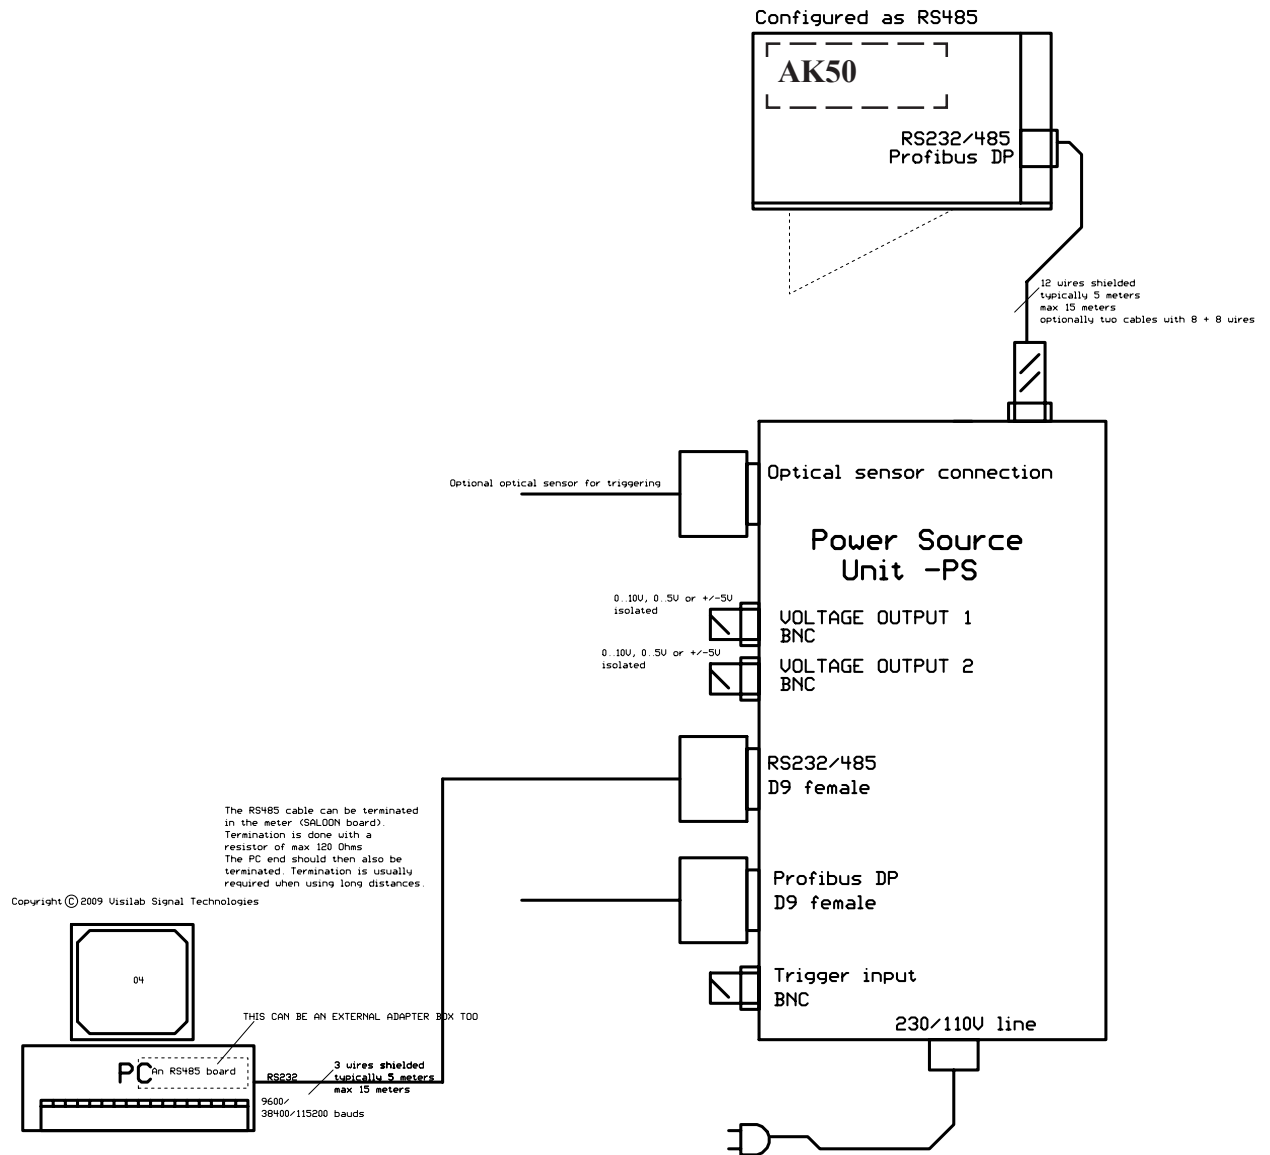 Configured as RS485
AK50
RS232/485
Profibus DP
12 wires shielded
typically 5 meters
max 15 meters
optionally two cables with 8 + 8 wires
Optical sensor connection
Optional optical sensor for triggering
Power Source
Unit -PS
0..10V, 0..5V or +/-5V
isolated
VOLTAGE OUTPUT 1
BNC
0..10V, 0..5V or +/-5V
isolated
VOLTAGE OUTPUT 2
BNC
RS232/485
D9 female
The RS485 cable can be terminated
in the meter (SALOON board).
Termination is done with a
resistor of max 120 Ohms
The PC end should then also be
terminated. Termination is usually
required when using long distances.
Profibus DP
D9 female
Copyright © 2009 Visilab Signal Technologies
04
Trigger input
BNC
THIS CAN BE AN EXTERNAL ADAPTER BOX TOO
230/110V line
PC
An RS485 board
RS232
3 wires shielded
typically 5 meters
max 15 meters
9600/
38400/115200 bauds